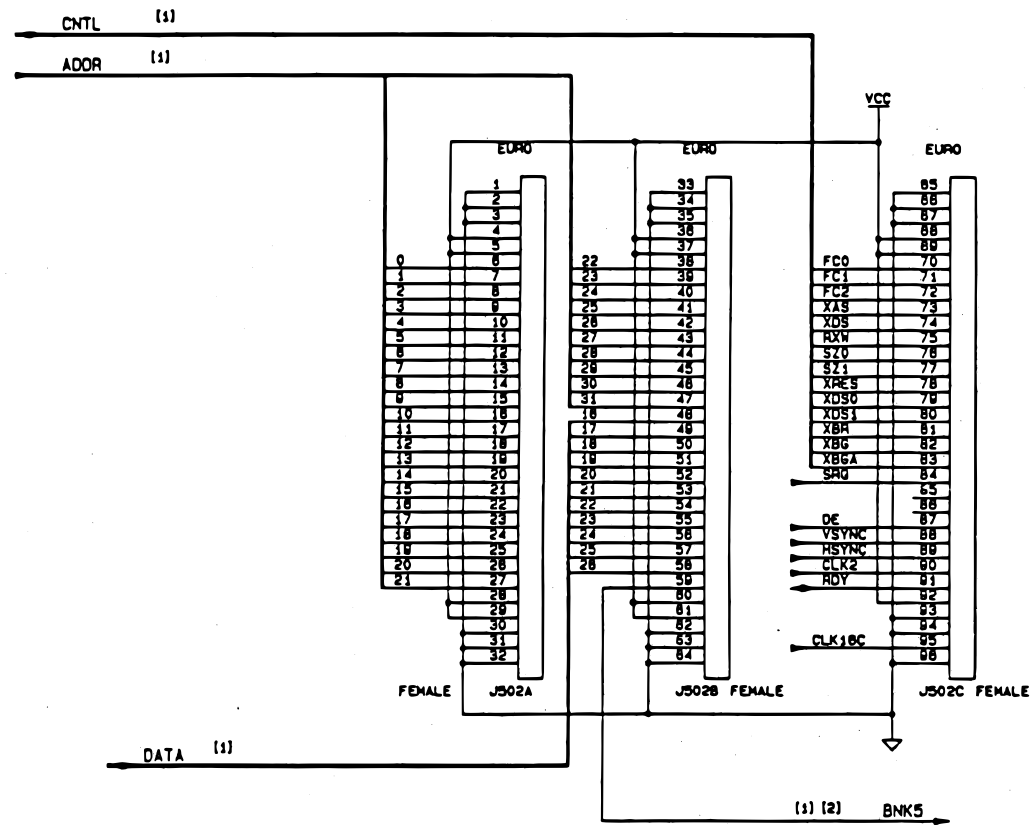 CNTL [1]
ADDR [1]
VCC
EURO EURO EURO
1 33 65
2 34 66
3 35 67
4 36 68
5 37 69
0 6 22 38 FC0 70
1 7 23 39 FC1 71
2 8 24 40 FC2 72
3 9 25 41 XAS 73
4 10 26 42 XDS 74
5 11 27 43 RXW 75
6 12 28 44 SZ0 76
7 13 29 45 SZ1 77
8 14 30 46 XRES 78
9 15 31 47 XDS0 79
10 16 16 48 XDS1 80
11 17 17 49 XBR 81
12 18 18 50 XBG 82
13 19 19 51 XBGA 83
14 20 20 52 SRQ 84
15 21 21 53 65
16 22 22 54 86
17 23 23 55 DE 87
18 24 24 56 VSYNC 88
19 25 25 57 HSYNC 89
20 26 26 58 CLK2 90
21 27 59 RDY 91
28 60 92
29 61 93
30 62 94
31 63 CLK16C 95
32 64 96
FEMALE J502A J502B FEMALE J502C FEMALE
DATA [1]
[1] [2] BNK5